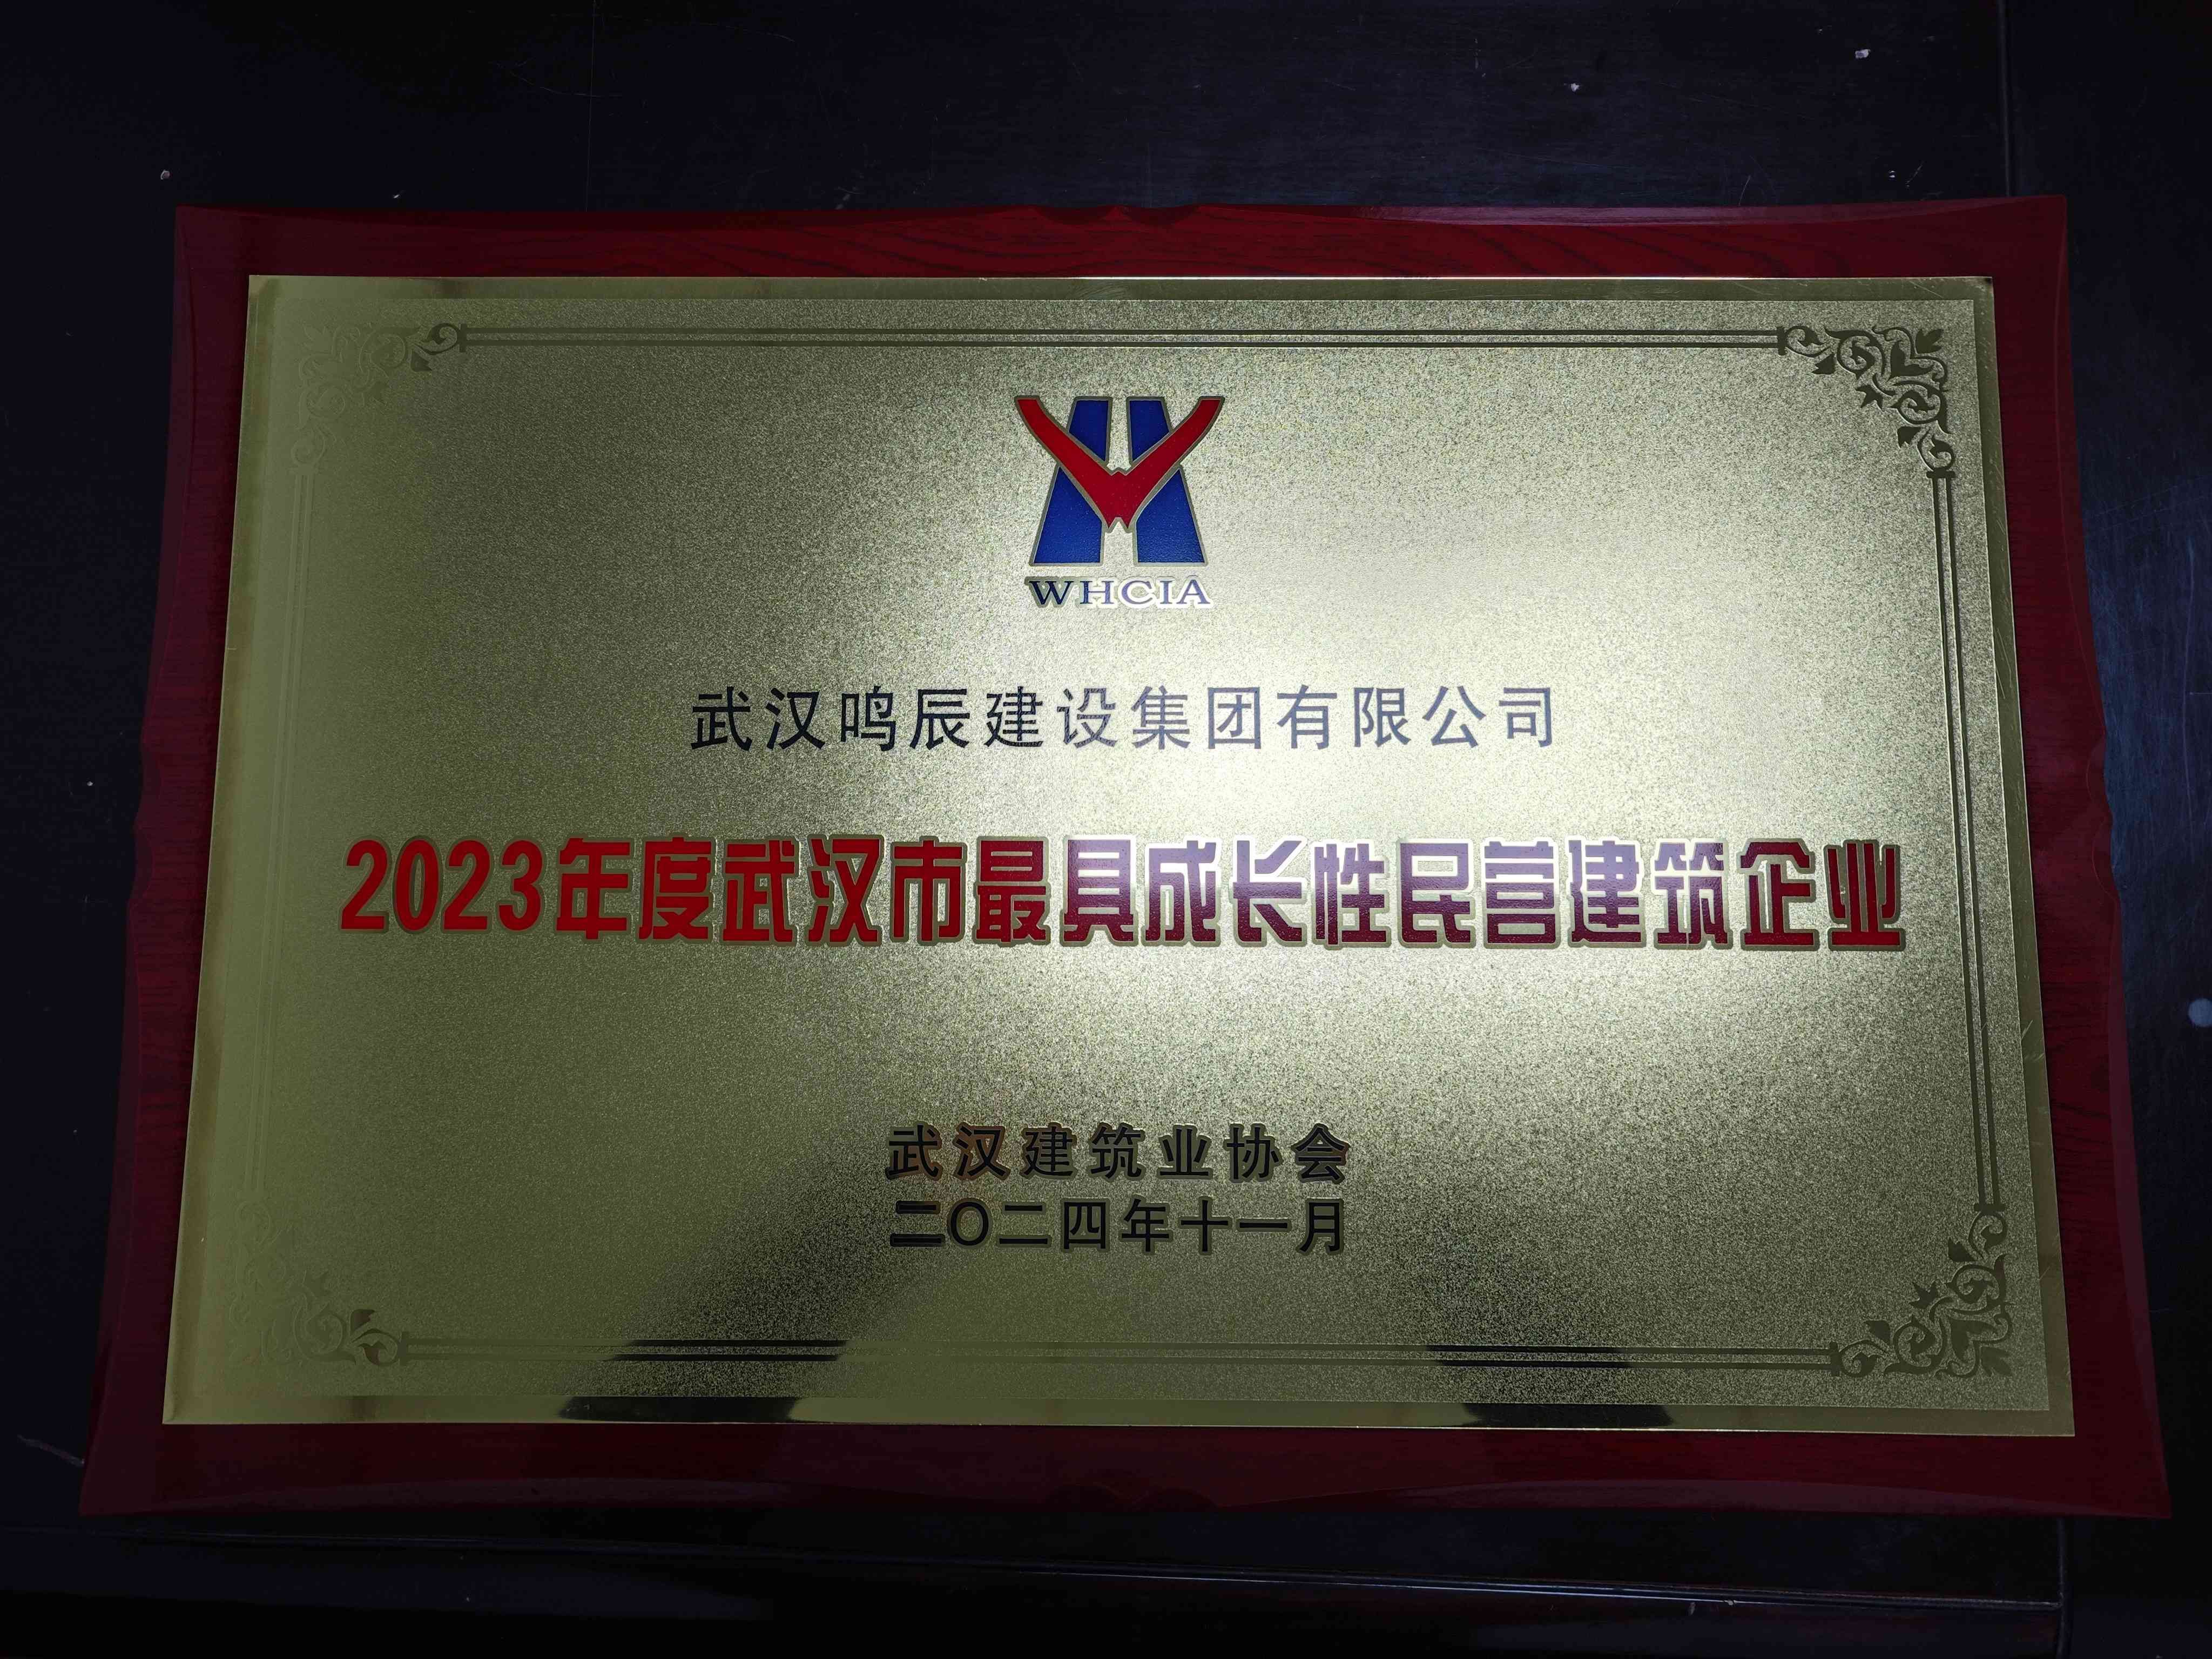 WHCIA
武汉鸣辰建设集团有限公司
2023年度武汉市最具成长性民营建筑企业
武汉建筑业协会
二〇二四年十一月